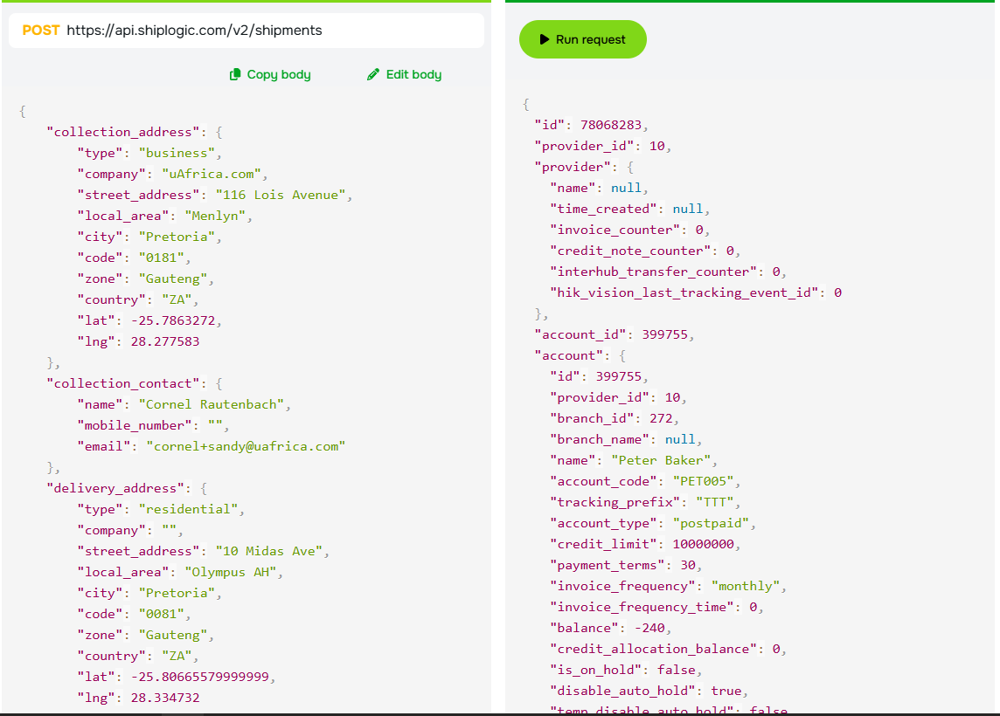 POST https://api.shiplogic.com/v2/shipments
Copy body
Edit body
{
    "collection_address": {
        "type": "business",
        "company": "uAfrica.com",
        "street_address": "116 Lois Avenue",
        "local_area": "Menlyn",
        "city": "Pretoria",
        "code": "0181",
        "zone": "Gauteng",
        "country": "ZA",
        "lat": -25.7863272,
        "lng": 28.277583
    },
    "collection_contact": {
        "name": "Cornel Rautenbach",
        "mobile_number": "",
        "email": "cornel+sandy@uafrica.com"
    },
    "delivery_address": {
        "type": "residential",
        "company": "",
        "street_address": "10 Midas Ave",
        "local_area": "Olympus AH",
        "city": "Pretoria",
        "code": "0081",
        "zone": "Gauteng",
        "country": "ZA",
        "lat": -25.80665579999999,
        "lng": 28.334732
Run request
{
  "id": 78068283,
  "provider_id": 10,
  "provider": {
    "name": null,
    "time_created": null,
    "invoice_counter": 0,
    "credit_note_counter": 0,
    "interhub_transfer_counter": 0,
    "hik_vision_last_tracking_event_id": 0
  },
  "account_id": 399755,
  "account": {
    "id": 399755,
    "provider_id": 10,
    "branch_id": 272,
    "branch_name": null,
    "name": "Peter Baker",
    "account_code": "PET005",
    "tracking_prefix": "TTT",
    "account_type": "postpaid",
    "credit_limit": 10000000,
    "payment_terms": 30,
    "invoice_frequency": "monthly",
    "invoice_frequency_time": 0,
    "balance": -240,
    "credit_allocation_balance": 0,
    "is_on_hold": false,
    "disable_auto_hold": true,
    "temp_disable_auto_hold": false